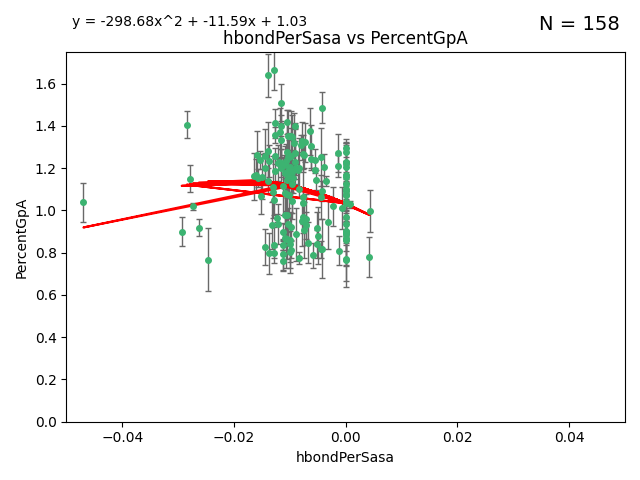 y = -298.68x^2 + -11.59x + 1.03
N = 158
hbondPerSasa vs PercentGpA
PercentGpA
1.6
1.4
1.2
1.0
0.8
0.6
0.4
0.2
0.0
−0.04 −0.02 0.00 0.02 0.04
hbondPerSasa